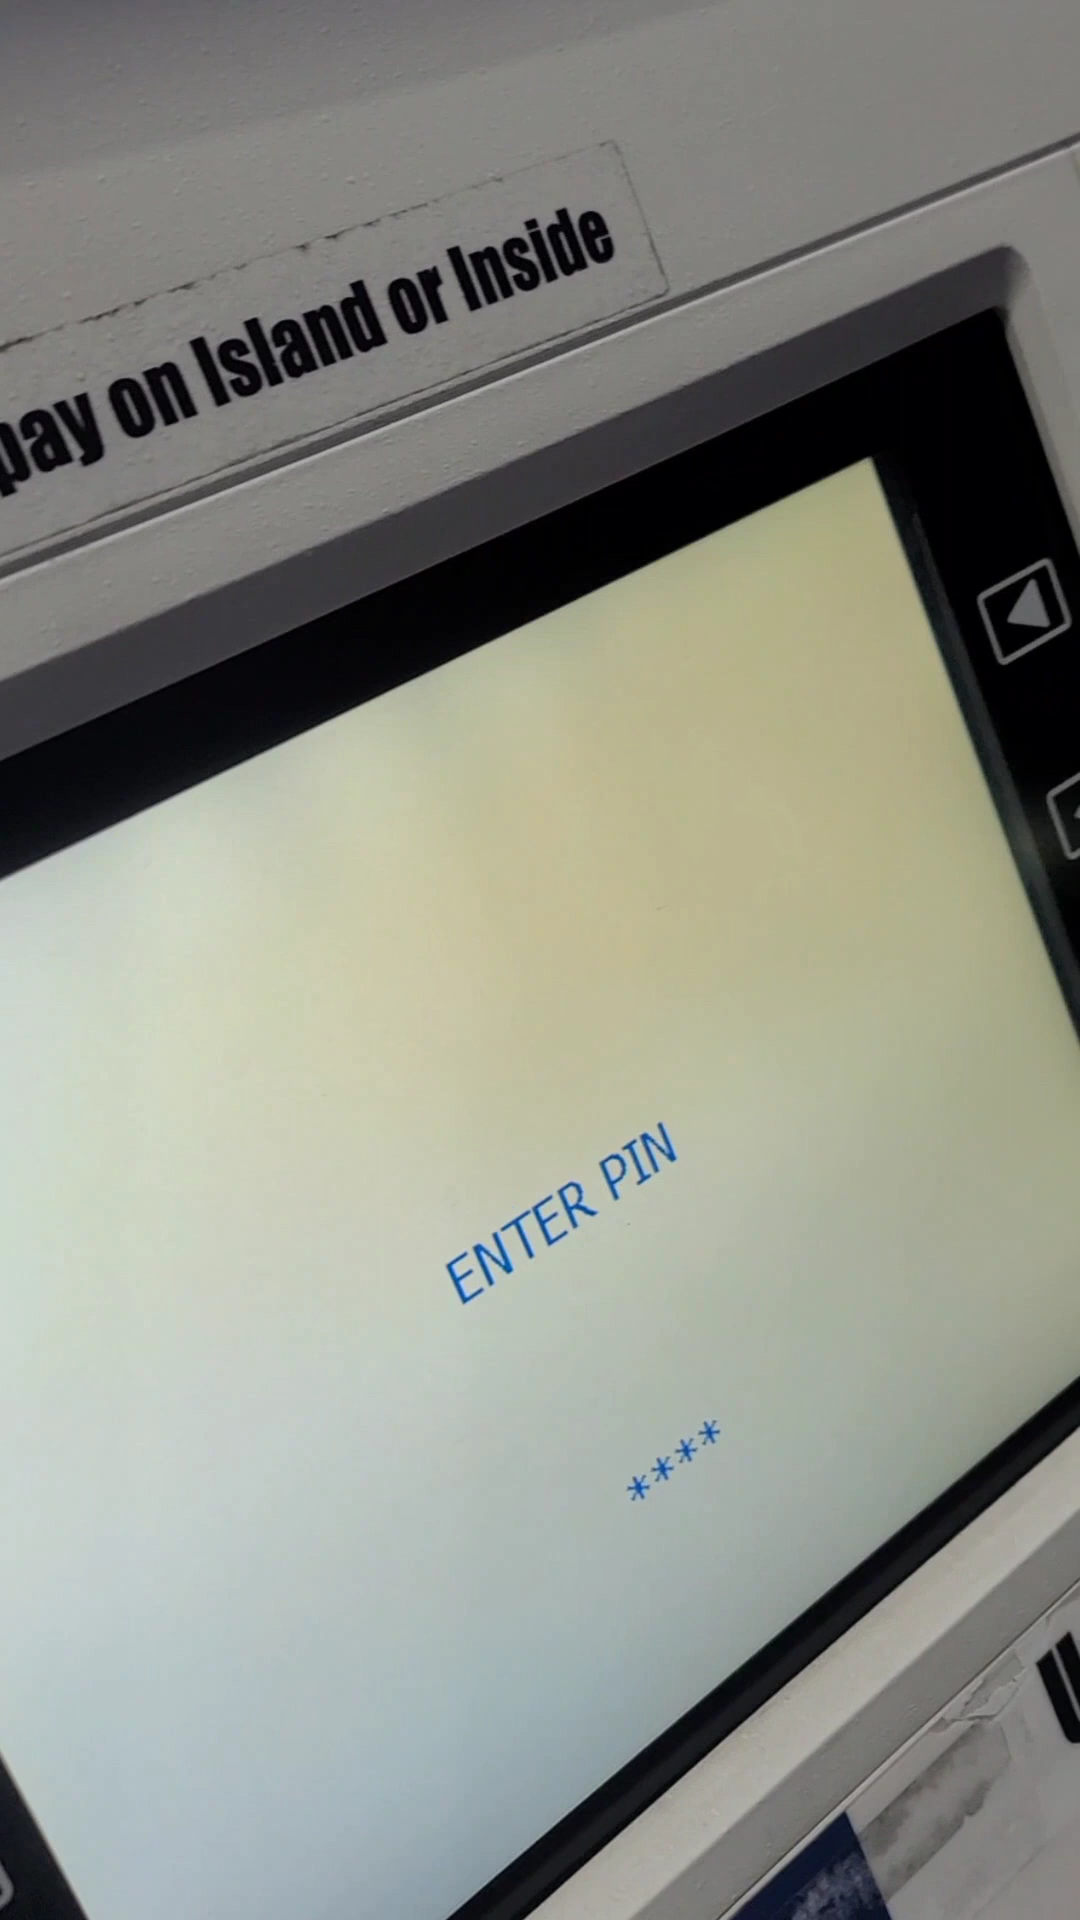 pay on Island or Inside
ENTER PIN
****